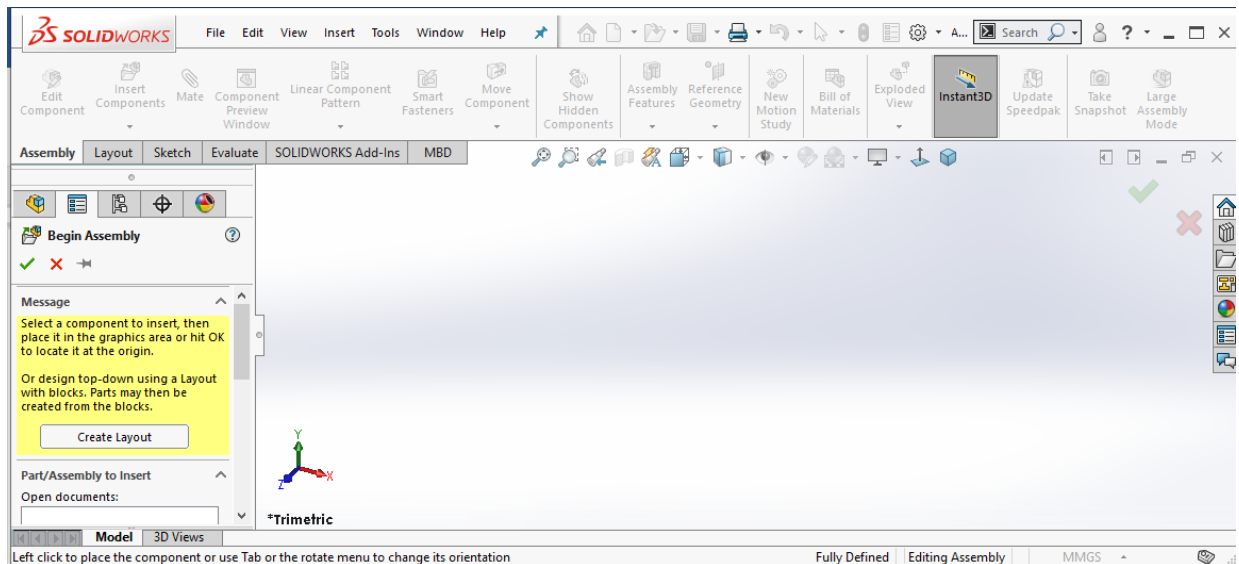 SOLIDWORKS File Edit View Insert Tools Window Help A... Search ?
Edit Component
Insert Components
Mate
Component Preview Window
Linear Component Pattern
Smart Fasteners
Move Component
Show Hidden Components
Assembly Features
Reference Geometry
New Motion Study
Bill of Materials
Exploded View
Instant3D
Update Speedpak
Take Snapshot
Large Assembly Mode
Assembly Layout Sketch Evaluate SOLIDWORKS Add-Ins MBD
Begin Assembly ?
Message
Select a component to insert, then
place it in the graphics area or hit OK
to locate it at the origin.
Or design top-down using a Layout
with blocks. Parts may then be
created from the blocks.
Create Layout
Part/Assembly to Insert
Open documents:
Y
X
Z
*Trimetric
Model 3D Views
Left click to place the component or use Tab or the rotate menu to change its orientation Fully Defined Editing Assembly MMGS